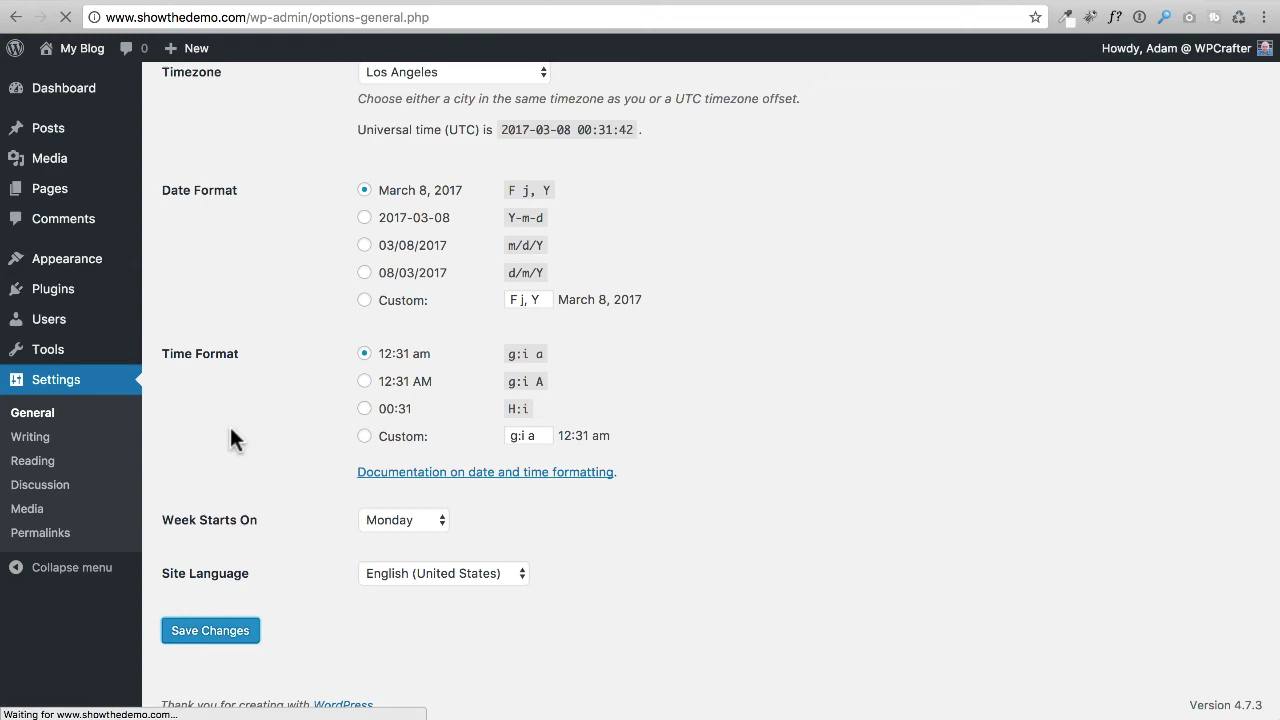 www.showthedemo.com/wp-admin/options-general.php
My Blog 0 New Howdy, Adam @ WPCrafter
Dashboard
Posts
Media
Pages
Comments
Appearance
Plugins
Users
Tools
Settings
General
Writing
Reading
Discussion
Media
Permalinks
Collapse menu
Timezone Los Angeles
Choose either a city in the same timezone as you or a UTC timezone offset.
Universal time (UTC) is 2017-03-08 00:31:42 .
Date Format March 8, 2017 F j, Y
2017-03-08 Y-m-d
03/08/2017 m/d/Y
08/03/2017 d/m/Y
Custom: F j, Y March 8, 2017
Time Format 12:31 am g:i a
12:31 AM g:i A
00:31 H:i
Custom: g:i a 12:31 am
Documentation on date and time formatting.
Week Starts On Monday
Site Language English (United States)
Save Changes
Thank you for creating with WordPress
Version 4.7.3
Waiting for www.showthedemo.com...